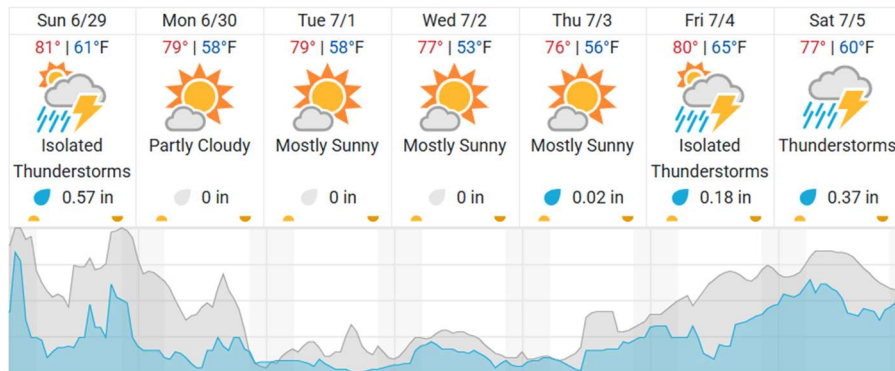 Sun 6/29 Mon 6/30 Tue 7/1 Wed 7/2 Thu 7/3 Fri 7/4 Sat 7/5
81° | 61°F 79° | 58°F 79° | 58°F 77° | 53°F 76° | 56°F 80° | 65°F 77° | 60°F
Isolated Partly Cloudy Mostly Sunny Mostly Sunny Mostly Sunny Isolated Thunderstorms
Thunderstorms Thunderstorms
0.57 in 0 in 0 in 0 in 0.02 in 0.18 in 0.37 in